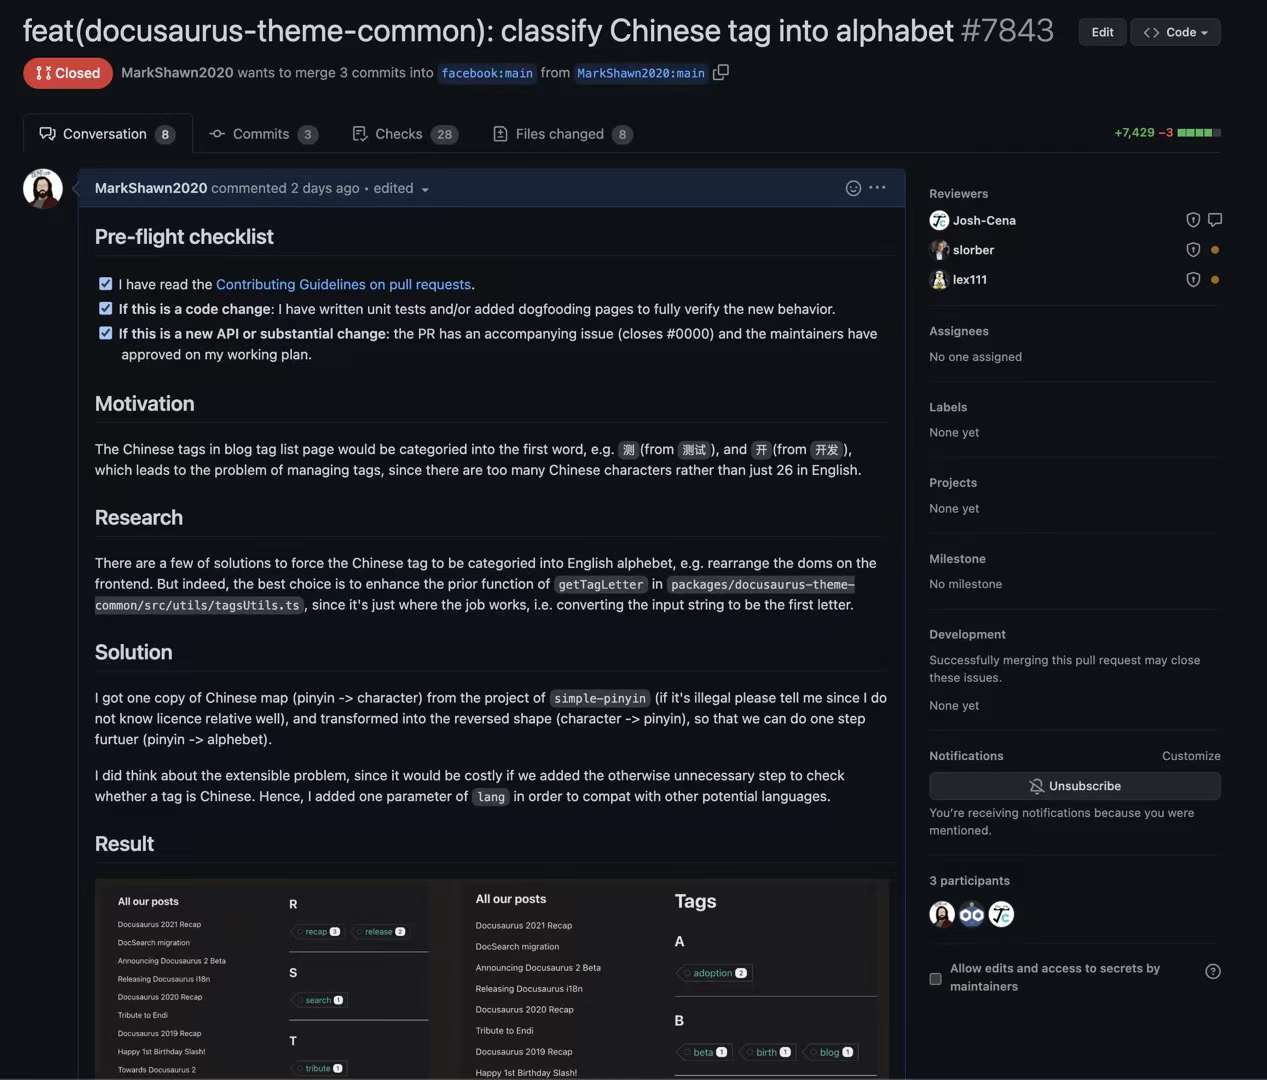 feat(docusaurus-theme-common): classify Chinese tag into alphabet #7843
Edit
Code
Closed
MarkShawn2020 wants to merge 3 commits into facebook:main from MarkShawn2020:main
Conversation 8
Commits 3
Checks 28
Files changed 8
+7,429 −3
MarkShawn2020 commented 2 days ago • edited
Pre-flight checklist
I have read the Contributing Guidelines on pull requests.
If this is a code change: I have written unit tests and/or added dogfooding pages to fully verify the new behavior.
If this is a new API or substantial change: the PR has an accompanying issue (closes #0000) and the maintainers have
approved on my working plan.
Motivation
The Chinese tags in blog tag list page would be categoried into the first word, e.g. 测 (from 测试), and 开 (from 开发),
which leads to the problem of managing tags, since there are too many Chinese characters rather than just 26 in English.
Research
There are a few of solutions to force the Chinese tag to be categoried into English alphebet, e.g. rearrange the doms on the
frontend. But indeed, the best choice is to enhance the prior function of getTagLetter in packages/docusaurus-theme-
common/src/utils/tagsUtils.ts, since it's just where the job works, i.e. converting the input string to be the first letter.
Solution
I got one copy of Chinese map (pinyin -> character) from the project of simple-pinyin (if it's illegal please tell me since I do
not know licence relative well), and transformed into the reversed shape (character -> pinyin), so that we can do one step
furtuer (pinyin -> alphebet).
I did think about the extensible problem, since it would be costly if we added the otherwise unnecessary step to check
whether a tag is Chinese. Hence, I added one parameter of lang in order to compat with other potential languages.
Result
All our posts
Docusaurus 2021 Recap
DocSearch migration
Announcing Docusaurus 2 Beta
Releasing Docusaurus i18n
Docusaurus 2020 Recap
Tribute to Endi
Docusaurus 2019 Recap
Happy 1st Birthday Slash!
Towards Docusaurus 2
R
recap 3 release 2
S
search 1
T
tribute 1
All our posts
Docusaurus 2021 Recap
DocSearch migration
Announcing Docusaurus 2 Beta
Releasing Docusaurus i18n
Docusaurus 2020 Recap
Tribute to Endi
Docusaurus 2019 Recap
Happy 1st Birthday Slash!
Tags
A
adoption 2
B
beta 1 birth 1 blog 1
Reviewers
Josh-Cena
slorber
lex111
Assignees
No one assigned
Labels
None yet
Projects
None yet
Milestone
No milestone
Development
Successfully merging this pull request may close
these issues.
None yet
Notifications
Customize
Unsubscribe
You're receiving notifications because you were
mentioned.
3 participants
Allow edits and access to secrets by
maintainers